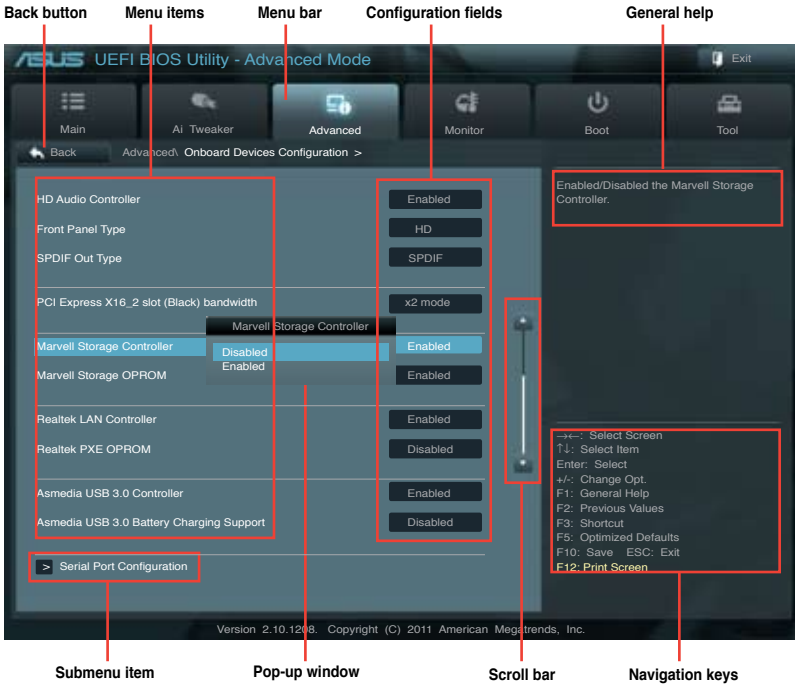 Back button Menu items Menu bar Configuration fields General help
ASUS UEFI BIOS Utility - Advanced Mode Exit
Main Ai Tweaker Advanced Monitor Boot Tool
Back Advanced\ Onboard Devices Configuration >
Enabled/Disabled the Marvell Storage
Controller.
HD Audio Controller Enabled
Front Panel Type HD
SPDIF Out Type SPDIF
PCI Express X16_2 slot (Black) bandwidth x2 mode
Marvell Storage Controller
Marvell Storage Controller Enabled
Disabled
Enabled
Marvell Storage OPROM Enabled
Realtek LAN Controller Enabled
Realtek PXE OPROM Disabled
Asmedia USB 3.0 Controller Enabled
Asmedia USB 3.0 Battery Charging Support Disabled
> Serial Port Configuration
→←: Select Screen
↑↓: Select Item
Enter: Select
+/-: Change Opt.
F1: General Help
F2: Previous Values
F3: Shortcut
F5: Optimized Defaults
F10: Save ESC: Exit
F12: Print Screen
Version 2.10.1208. Copyright (C) 2011 American Megatrends, Inc.
Submenu item Pop-up window Scroll bar Navigation keys